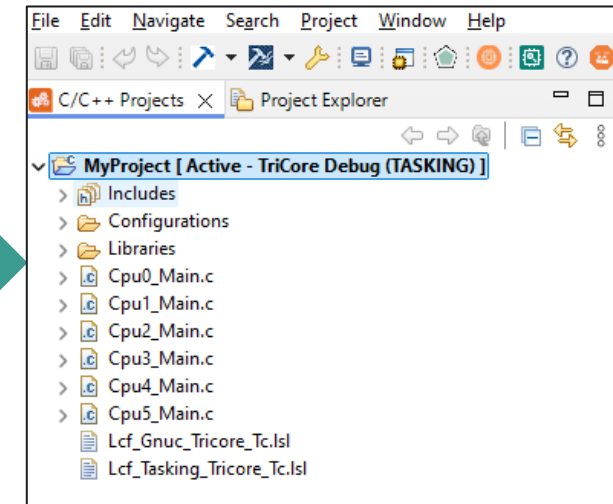 File Edit Navigate Search Project Window Help
C/C++ Projects Project Explorer
MyProject [ Active - TriCore Debug (TASKING) ]
Includes
Configurations
Libraries
Cpu0_Main.c
Cpu1_Main.c
Cpu2_Main.c
Cpu3_Main.c
Cpu4_Main.c
Cpu5_Main.c
Lcf_Gnuc_Tricore_Tc.lsl
Lcf_Tasking_Tricore_Tc.lsl